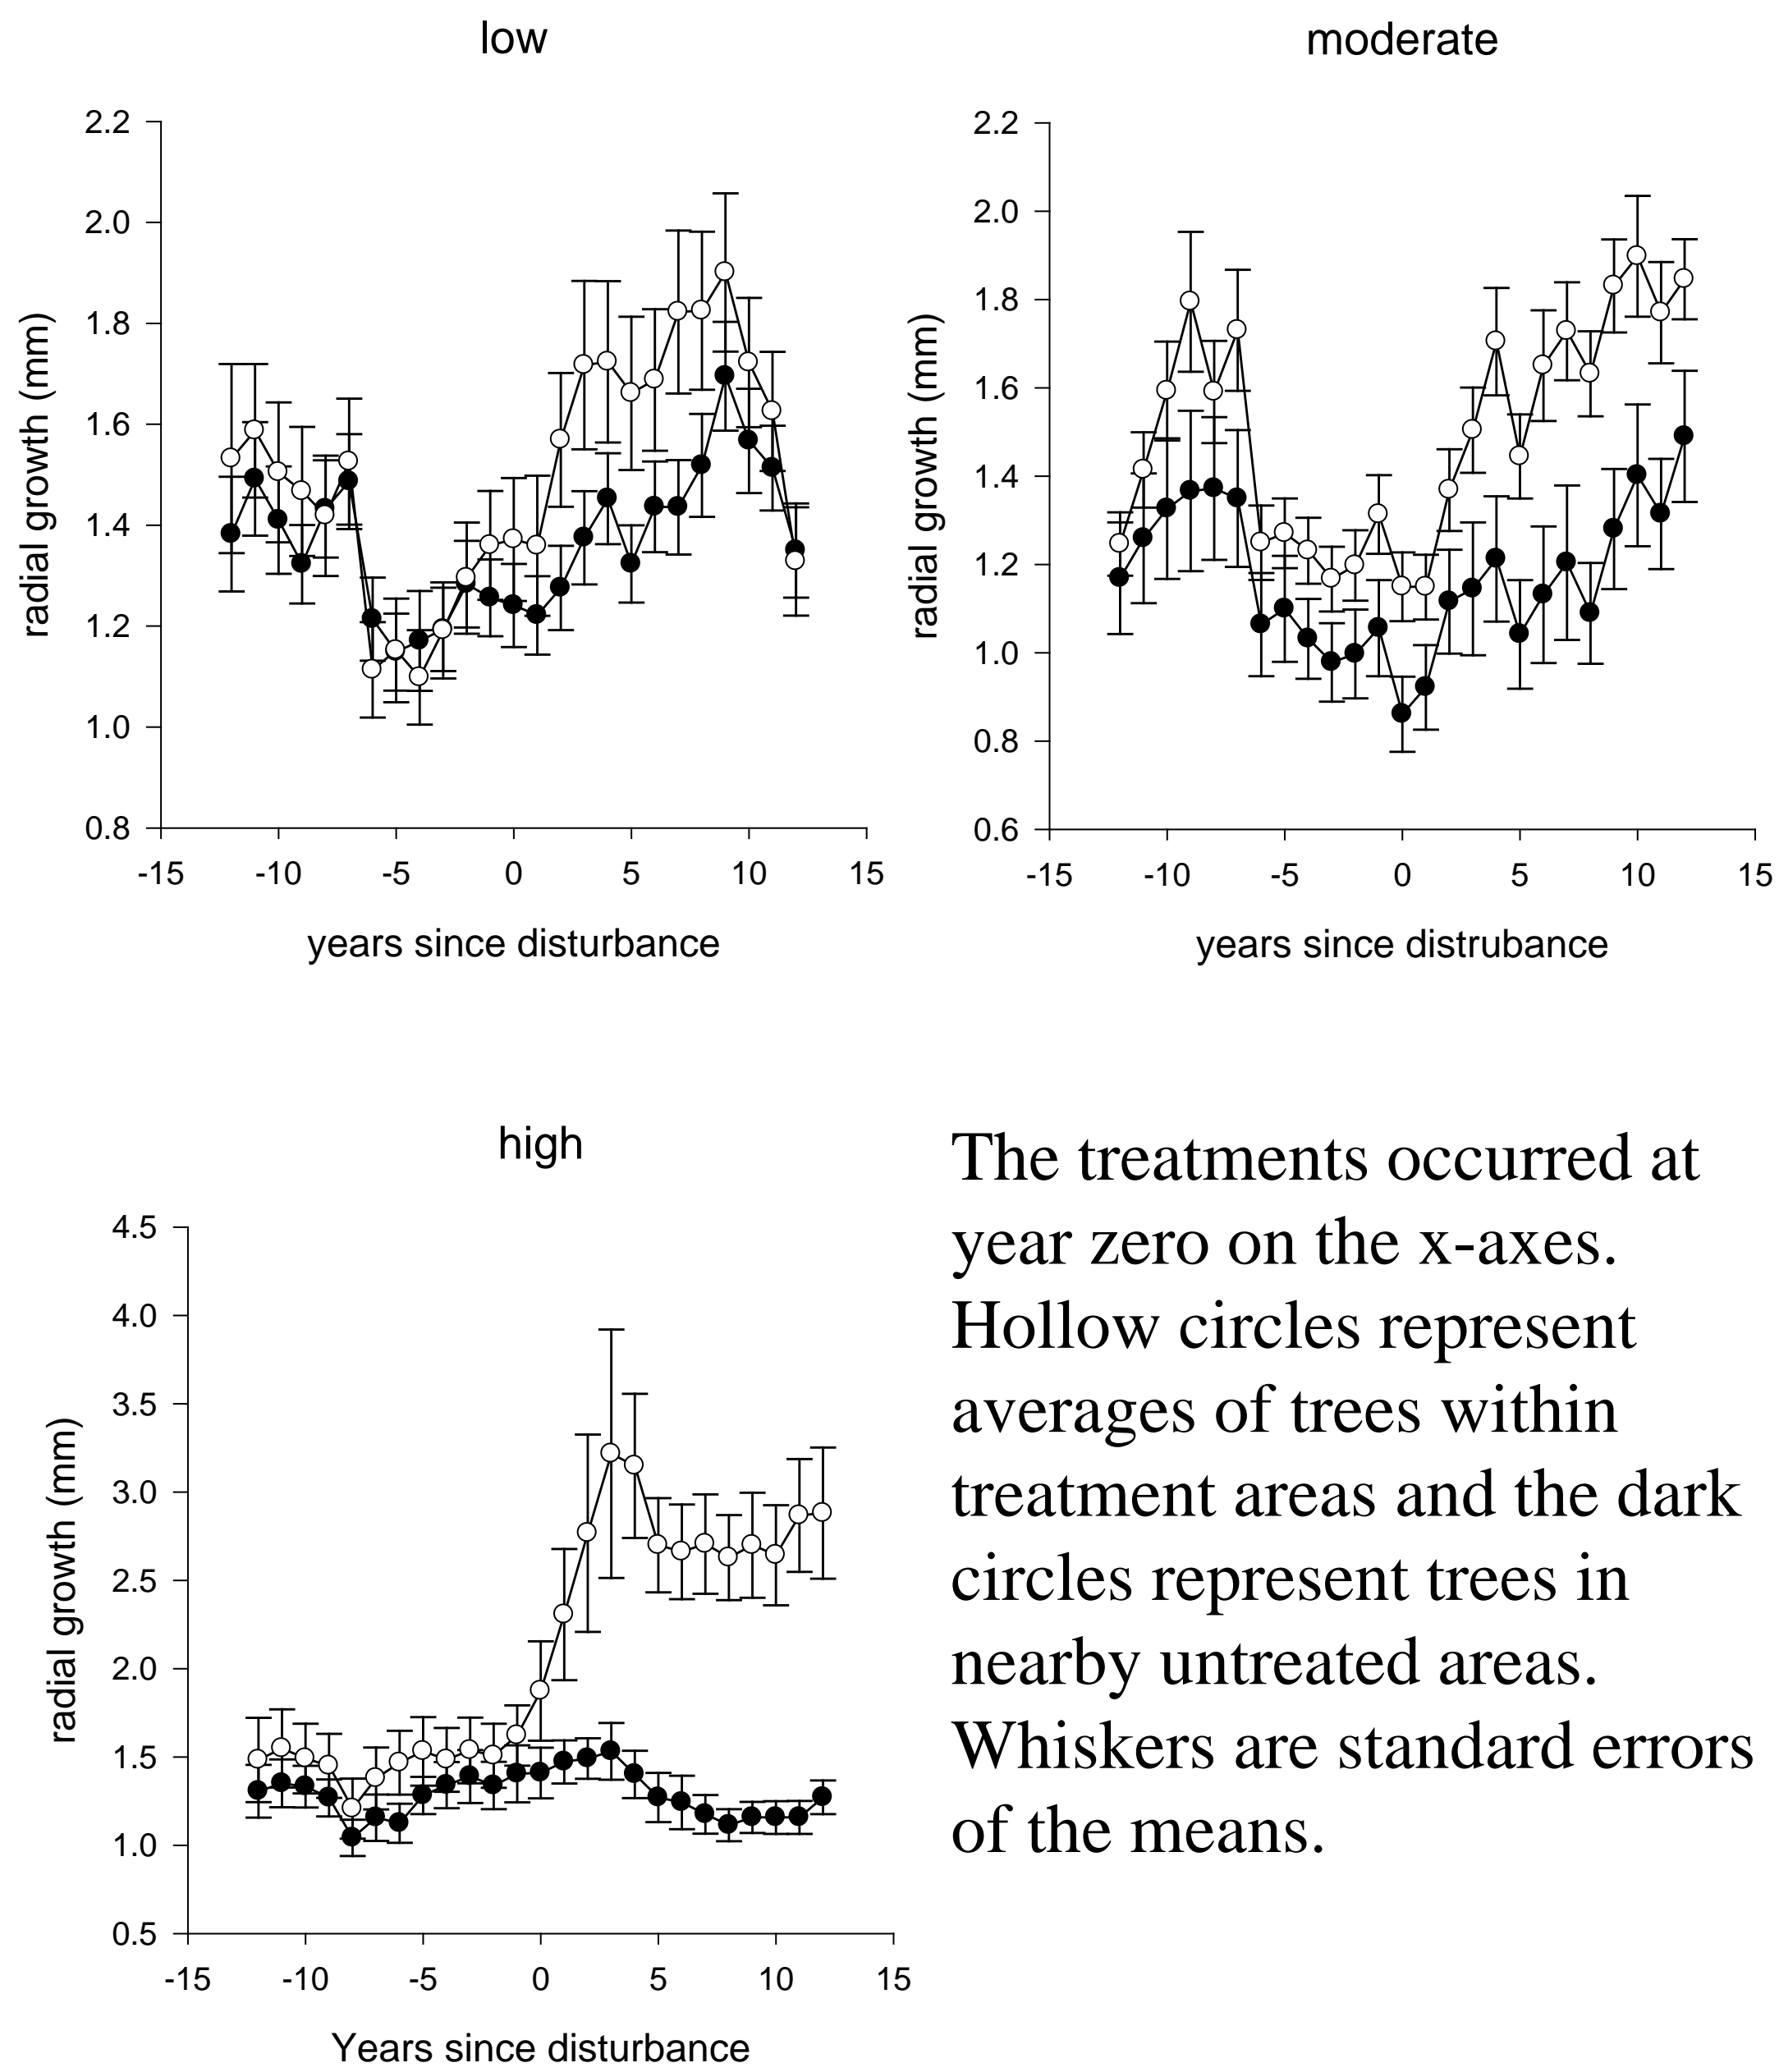 low
2.2
2.0
1.8
1.6
1.4
1.2
1.0
0.8
radial growth (mm)
-15 -10 -5 0 5 10 15
years since disturbance
moderate
2.2
2.0
1.8
1.6
1.4
1.2
1.0
0.8
0.6
radial growth (mm)
-15 -10 -5 0 5 10 15
years since distrubance
high
4.5
4.0
3.5
3.0
2.5
2.0
1.5
1.0
0.5
radial growth (mm)
-15 -10 -5 0 5 10 15
Years since disturbance
The treatments occurred at
year zero on the x-axes.
Hollow circles represent
averages of trees within
treatment areas and the dark
circles represent trees in
nearby untreated areas.
Whiskers are standard errors
of the means.